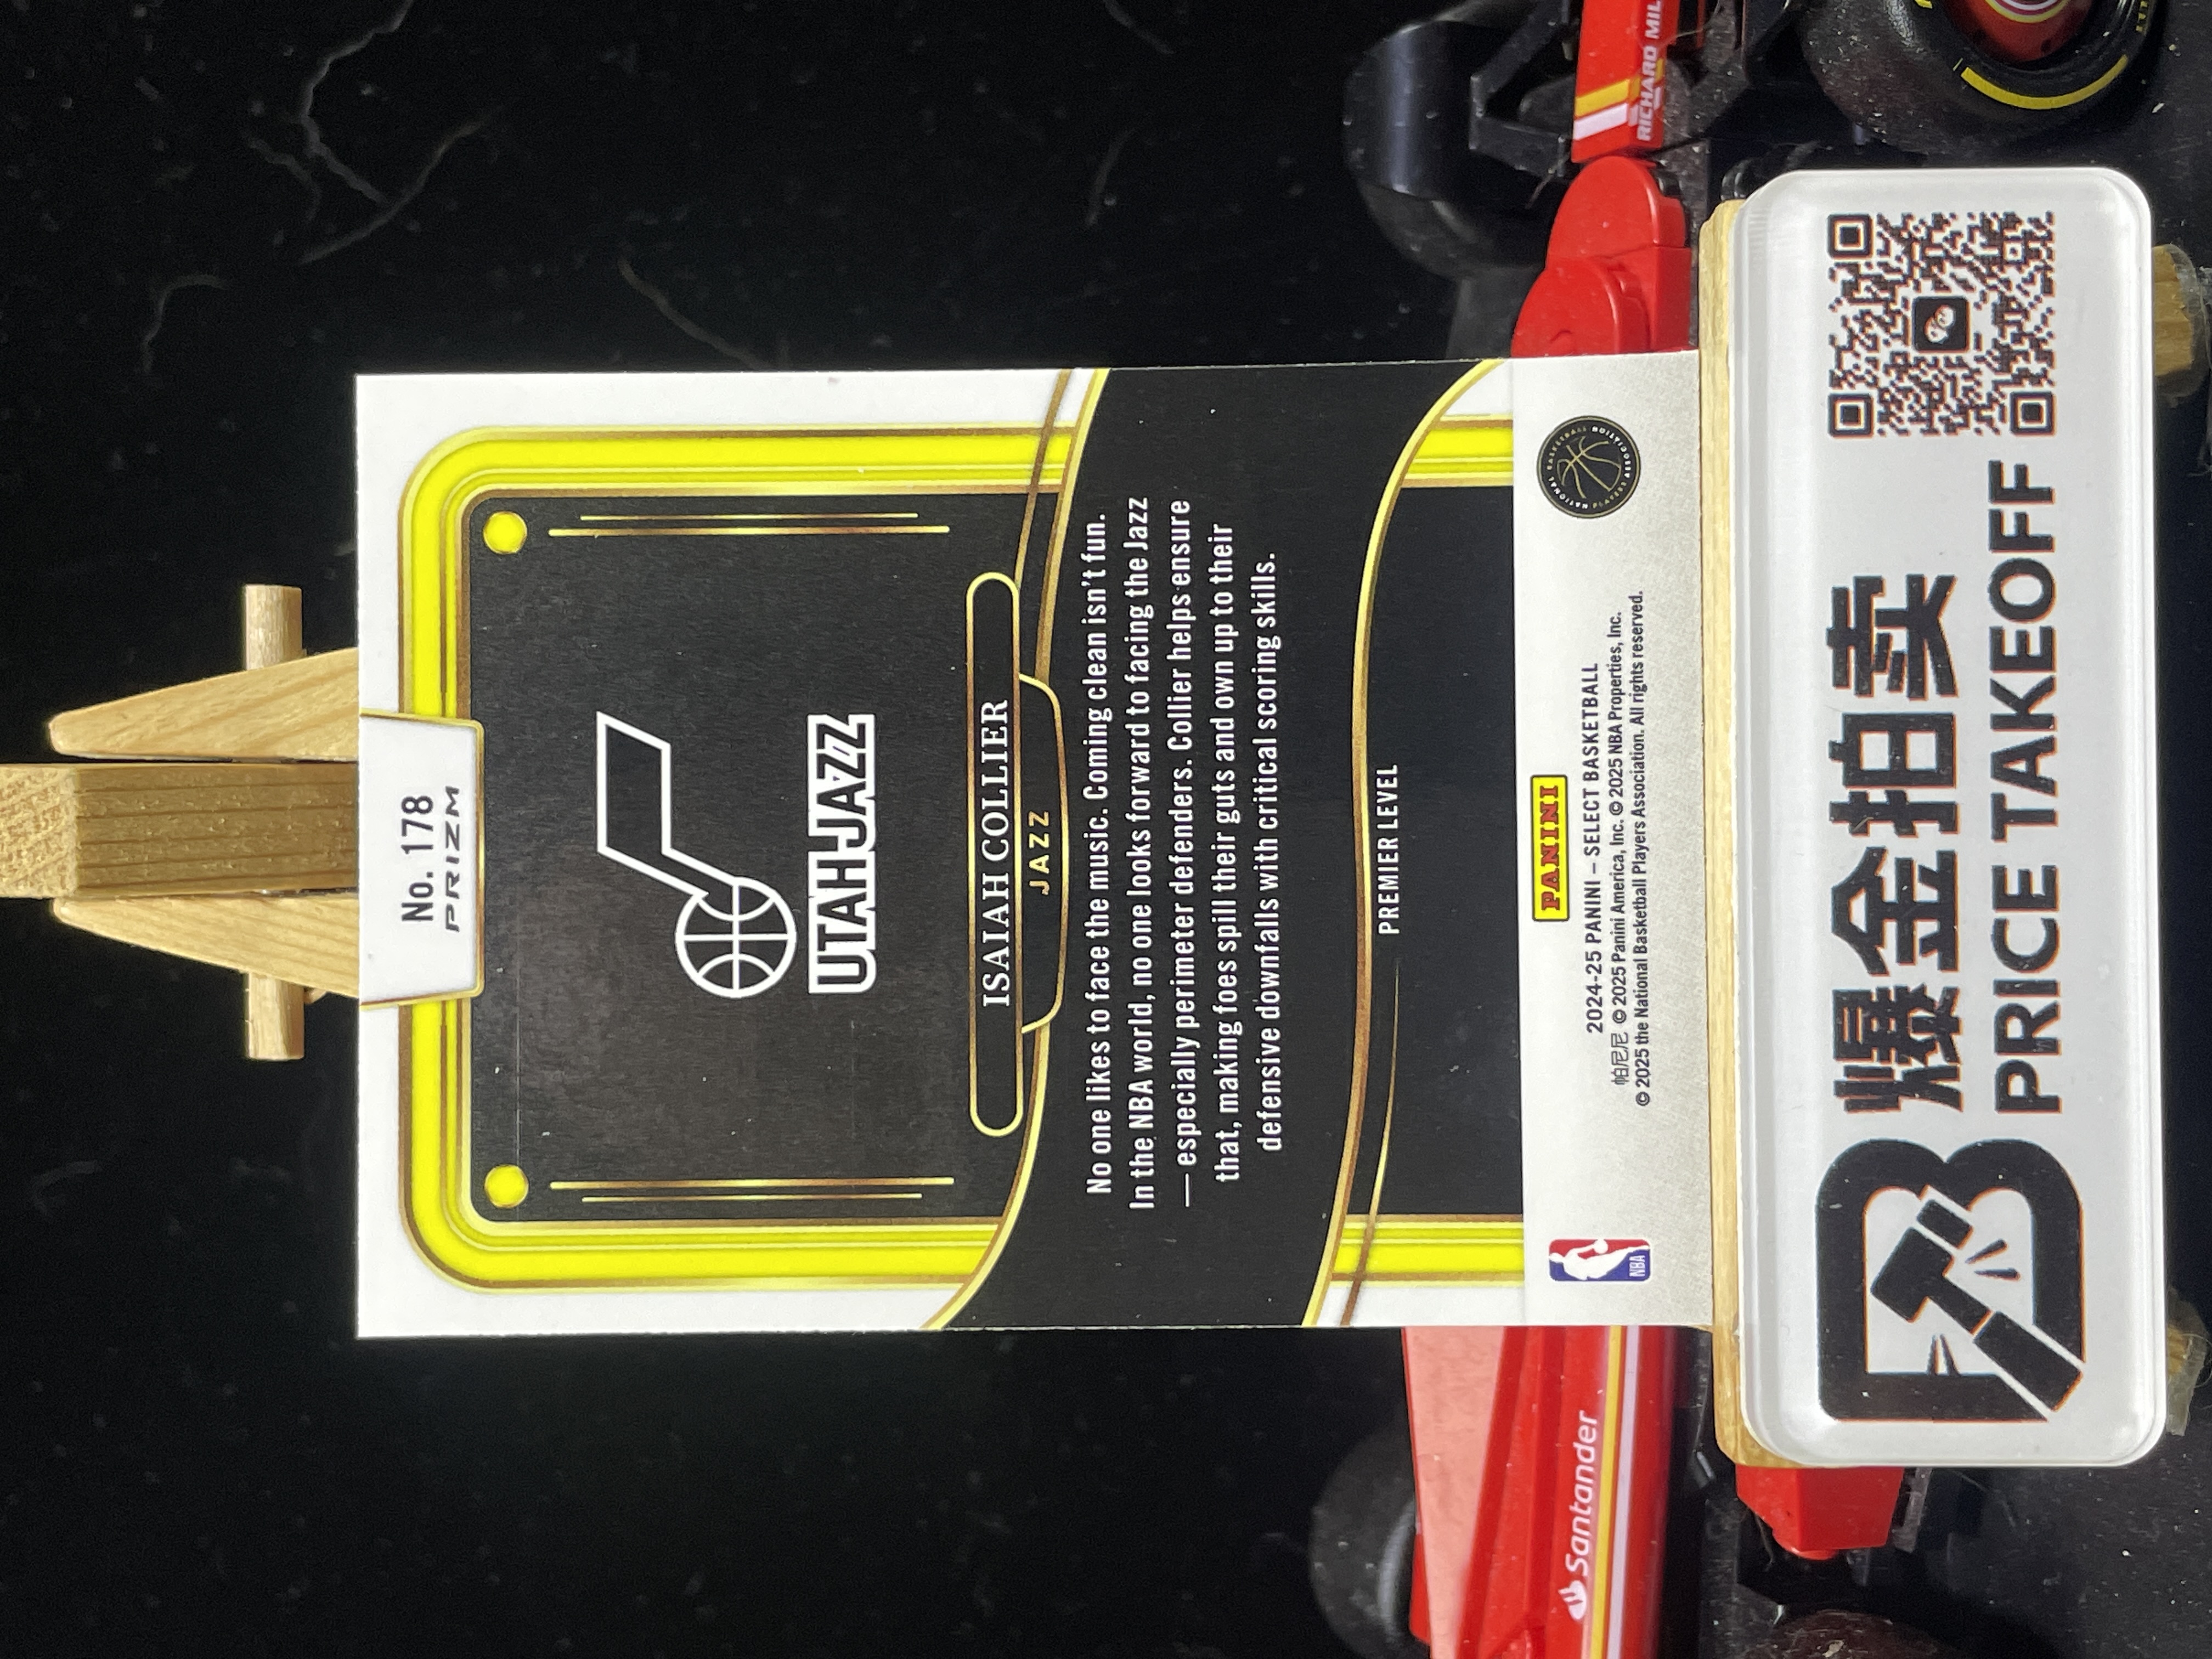 No. 178
PRIZM
UTAH JAZZ
ISAIAH COLLIER
JAZZ
No one likes to face the music. Coming clean isn't fun.
In the NBA world, no one looks forward to facing the Jazz
— especially perimeter defenders. Collier helps ensure
that, making foes spill their guts and own up to their
defensive downfalls with critical scoring skills.
PREMIER LEVEL
PANINI
2024-25 PANINI – SELECT BASKETBALL
帕尼尼 © 2025 Panini America, Inc. © 2025 NBA Properties, Inc.
© 2025 the National Basketball Players Association. All rights reserved.
NBA
NATIONAL BASKETBALL PLAYERS ASSOCIATION
Santander
RICHARD MIL
爆金拍卖
PRICE TAKEOFF